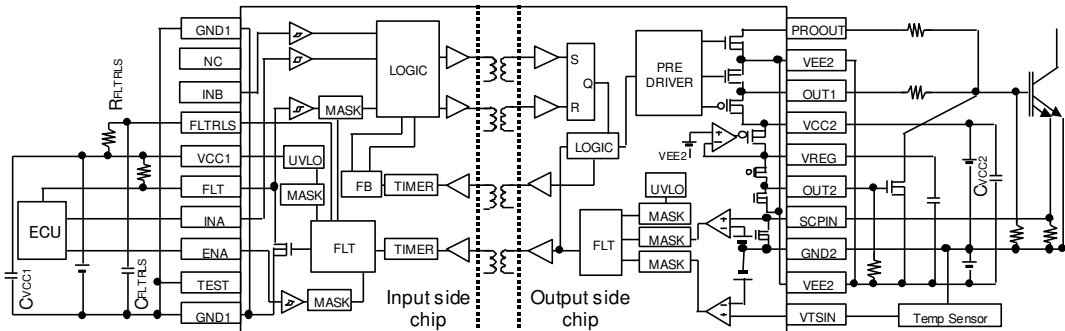 GND1
NC
INB
FLTRLS
VCC1
FLT
INA
ENA
TEST
GND1
RFLTRLS
ECU
CVCC1
CFLTRLS
LOGIC
MASK
UVLO
MASK
FB
TIMER
FLT
TIMER
MASK
Input side
chip
Output side
chip
S
Q
R
PRE
DRIVER
LOGIC
VEE2
UVLO
MASK
MASK
MASK
FLT
PROOUT
VEE2
OUT1
VCC2
VREG
OUT2
SCPIN
GND2
VEE2
VTSIN
CVCC2
Temp Sensor